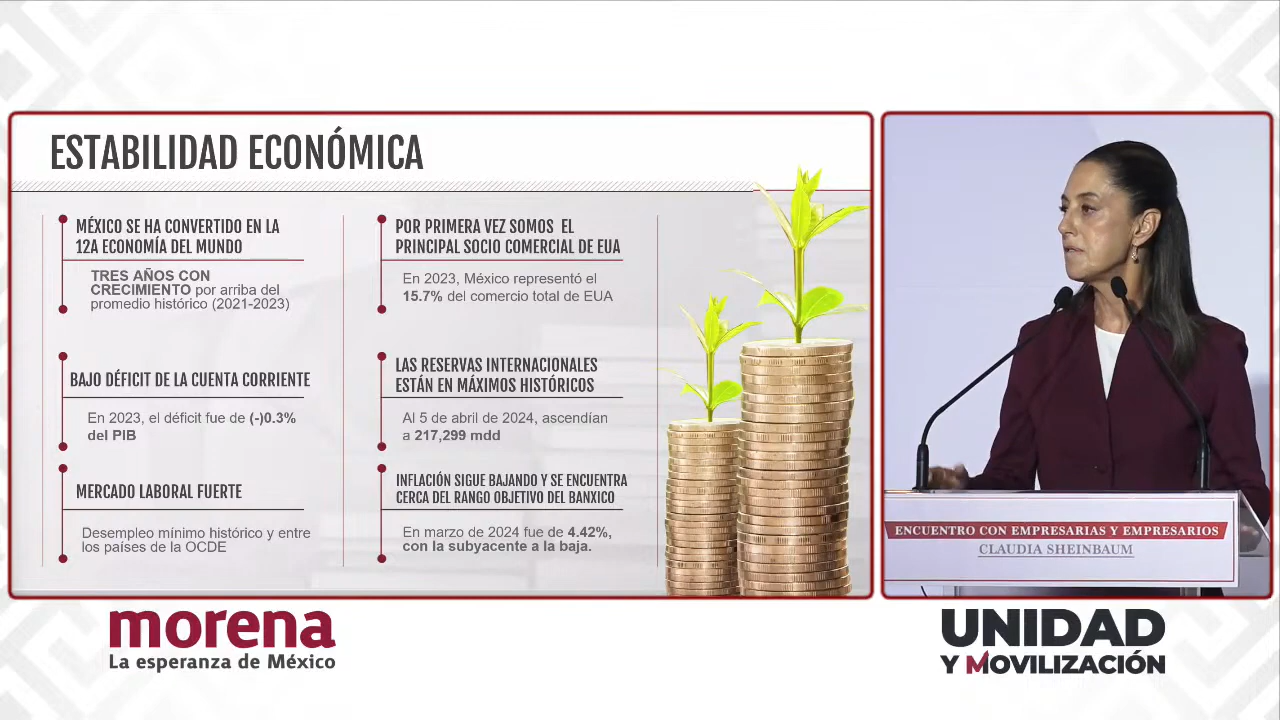 ESTABILIDAD ECONÓMICA
MÉXICO SE HA CONVERTIDO EN LA
12A ECONOMÍA DEL MUNDO
TRES AÑOS CON
CRECIMIENTO por arriba del
promedio histórico (2021-2023)
BAJO DÉFICIT DE LA CUENTA CORRIENTE
En 2023, el déficit fue de (-)0.3%
del PIB
MERCADO LABORAL FUERTE
Desempleo mínimo histórico y entre
los países de la OCDE
POR PRIMERA VEZ SOMOS EL
PRINCIPAL SOCIO COMERCIAL DE EUA
En 2023, México representó el
15.7% del comercio total de EUA
LAS RESERVAS INTERNACIONALES
ESTÁN EN MÁXIMOS HISTÓRICOS
Al 5 de abril de 2024, ascendían
a 217,299 mdd
INFLACIÓN SIGUE BAJANDO Y SE ENCUENTRA
CERCA DEL RANGO OBJETIVO DEL BANXICO
En marzo de 2024 fue de 4.42%,
con la subyacente a la baja.
ENCUENTRO CON EMPRESARIAS Y EMPRESARIOS
CLAUDIA SHEINBAUM
morena
La esperanza de México
UNIDAD
Y MOVILIZACIÓN